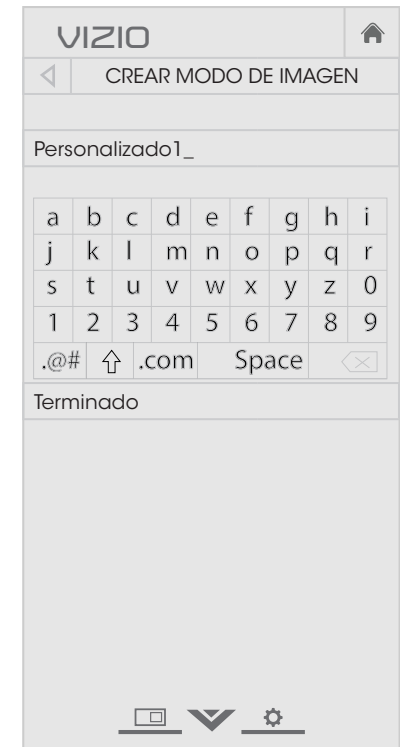 VIZIO
CREAR MODO DE IMAGEN
Personalizado1_
a b c d e f g h i
j k l m n o p q r
s t u v w x y z 0
1 2 3 4 5 6 7 8 9
.@# .com Space
Terminado